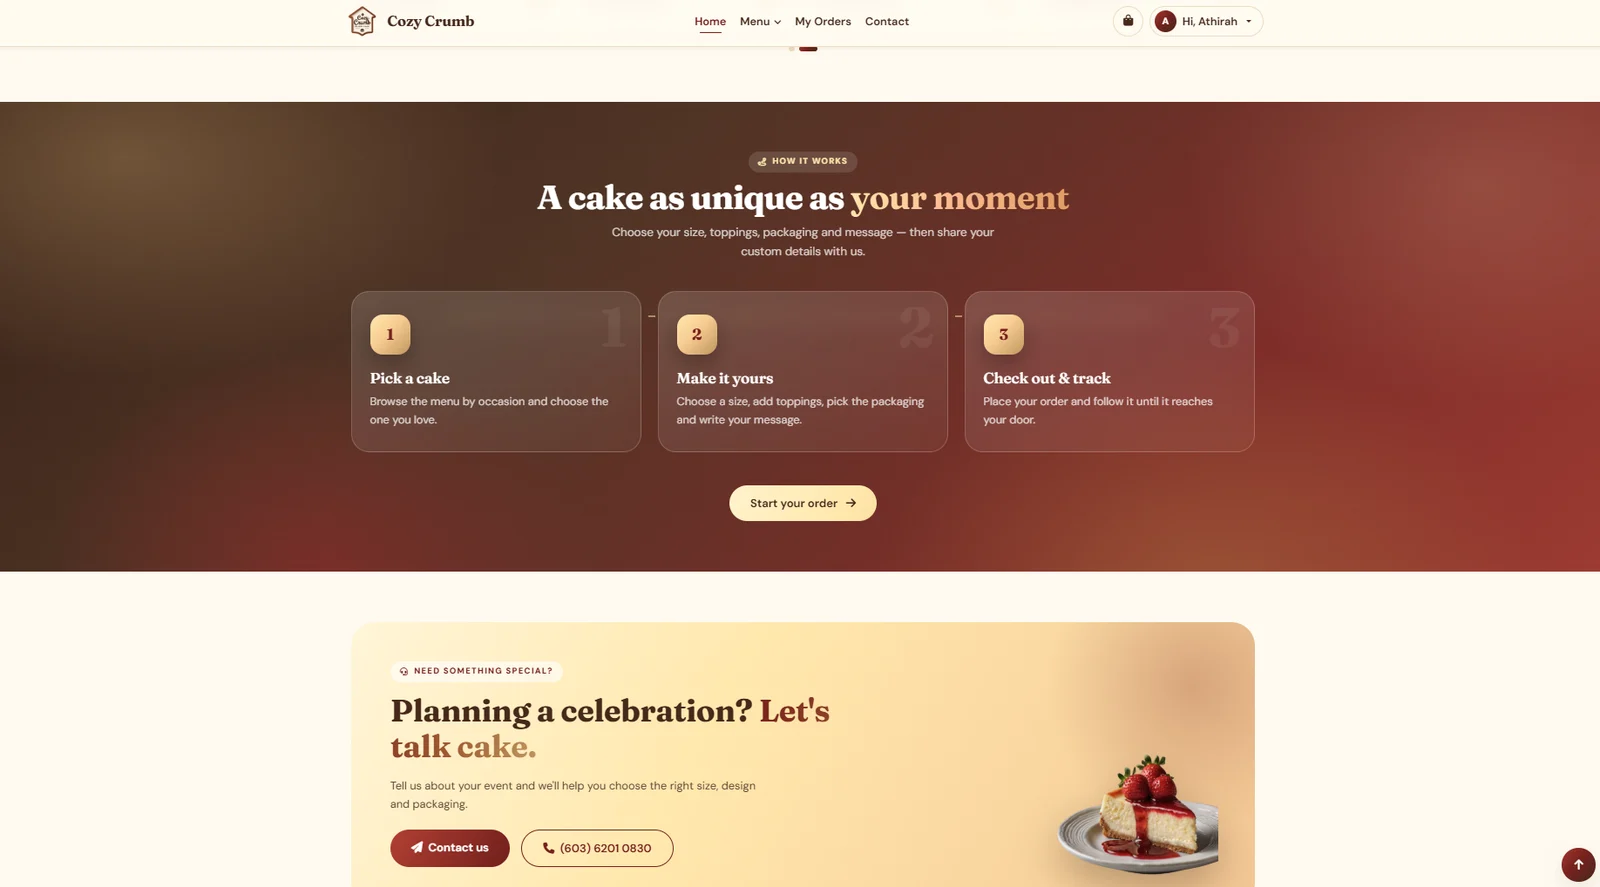 Cozy Crumb
Home
Menu
My Orders
Contact
A
Hi, Athirah
HOW IT WORKS
A cake as unique as your moment
Choose your size, toppings, packaging and message — then share your
custom details with us.
1
1
Pick a cake
Browse the menu by occasion and choose the
one you love.
2
2
Make it yours
Choose a size, add toppings, pick the packaging
and write your message.
3
3
Check out & track
Place your order and follow it until it reaches
your door.
Start your order
NEED SOMETHING SPECIAL?
Planning a celebration? Let's
talk cake.
Tell us about your event and we'll help you choose the right size, design
and packaging.
Contact us
(603) 6201 0830